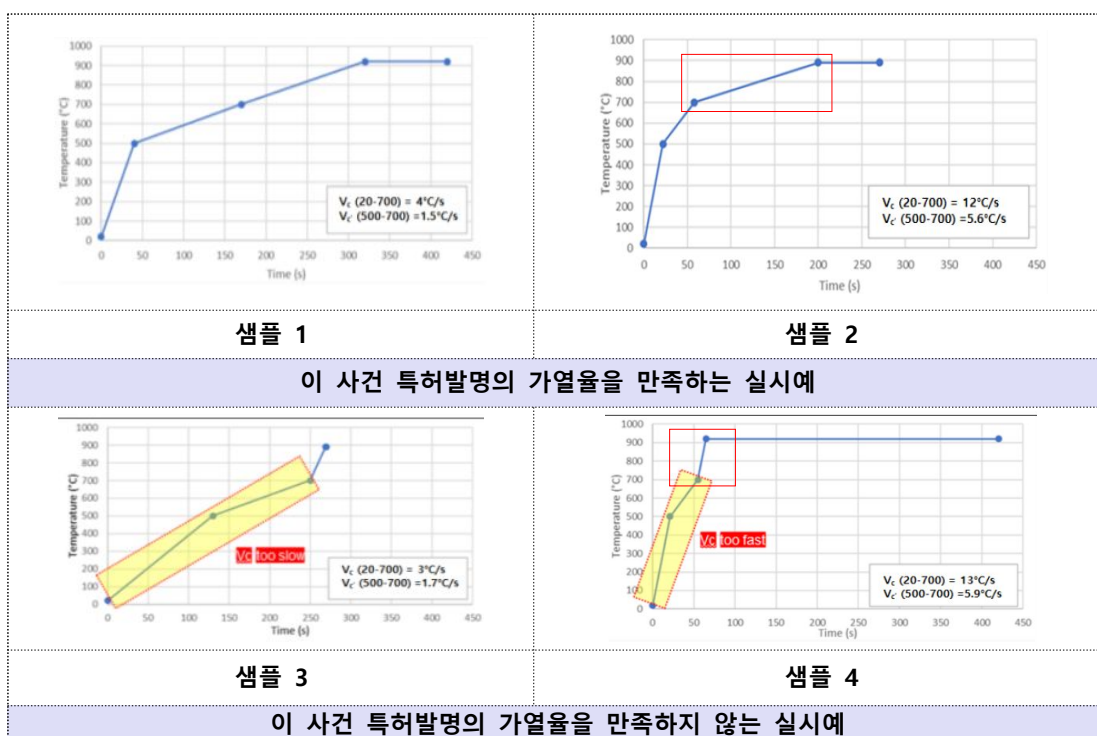 1000
900
800
700
600
500
400
300
200
100
0
Temperature (°C)
0 50 100 150 200 250 300 350 400 450
Time (s)
V꜀ (20-700) = 4°C/s
V꜀' (500-700) =1.5°C/s
샘플 1
1000
900
800
700
600
500
400
300
200
100
0
Temperature (°C)
0 50 100 150 200 250 300 350 400 450
Time (s)
V꜀ (20-700) = 12°C/s
V꜀' (500-700) =5.6°C/s
샘플 2
이 사건 특허발명의 가열율을 만족하는 실시예
1000
900
800
700
600
500
400
300
200
100
0
Temperature (°C)
0 50 100 150 200 250 300 350 400 450
Time (s)
Vc too slow
V꜀ (20-700) = 3°C/s
V꜀' (500-700) =1.7°C/s
샘플 3
1000
900
800
700
600
500
400
300
200
100
0
Temperature (°C)
0 50 100 150 200 250 300 350 400 450
Time (s)
Vc too fast
V꜀ (20-700) = 13°C/s
V꜀' (500-700) =5.9°C/s
샘플 4
이 사건 특허발명의 가열율을 만족하지 않는 실시예